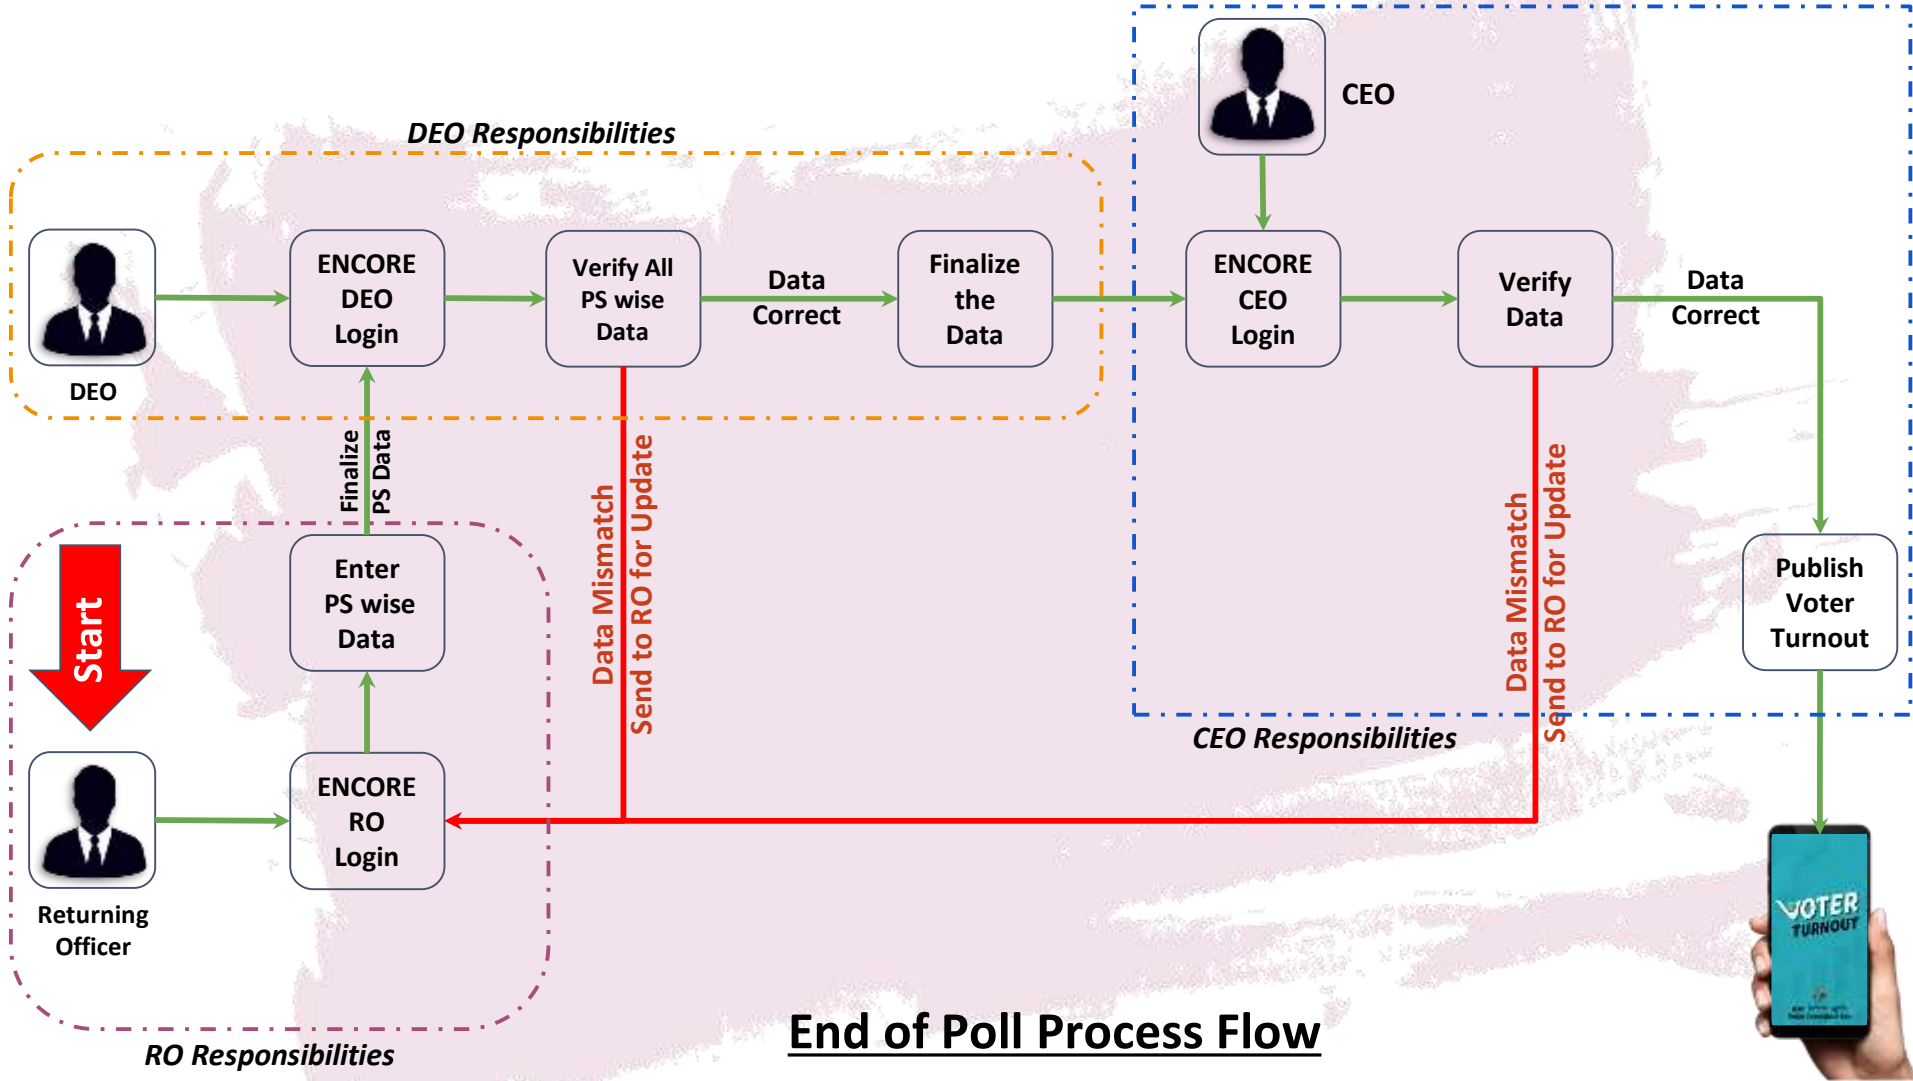 CEO
DEO Responsibilities
ENCORE
DEO
Login
Verify All
PS wise
Data
Data
Correct
Finalize
the
Data
ENCORE
CEO
Login
Verify
Data
Data
Correct
DEO
Finalize
PS Data
Data Mismatch
Send to RO for Update
Data Mismatch
Send to RO for Update
Start
Enter
PS wise
Data
Publish
Voter
Turnout
CEO Responsibilities
ENCORE
RO
Login
Returning
Officer
VOTER
TURNOUT
End of Poll Process Flow
RO Responsibilities